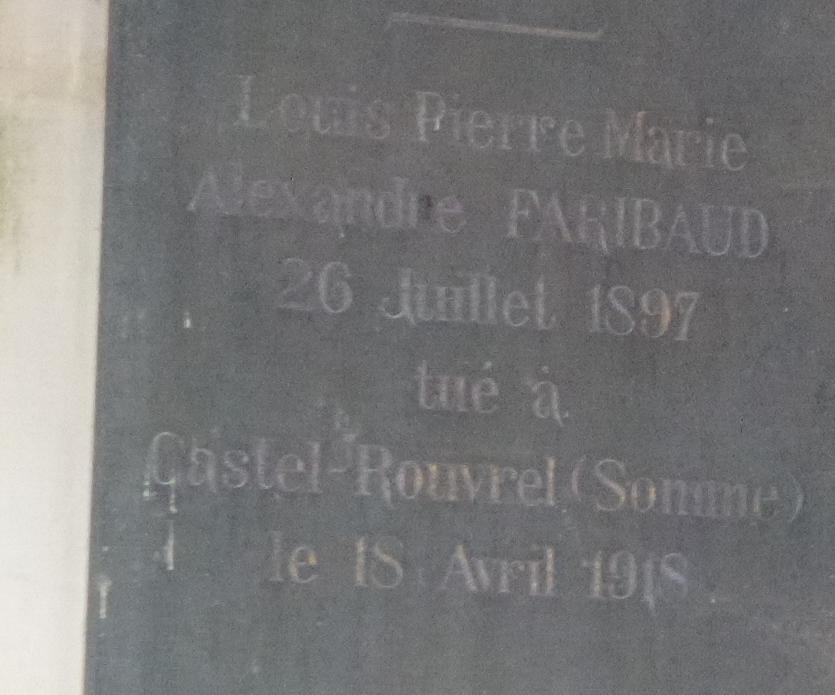 Louis Pierre Marie
Alexandre FARIBAUD
26 Juillet 1897
tué à
Castel-Rouvrel (Somme)
le 18 Avril 1918